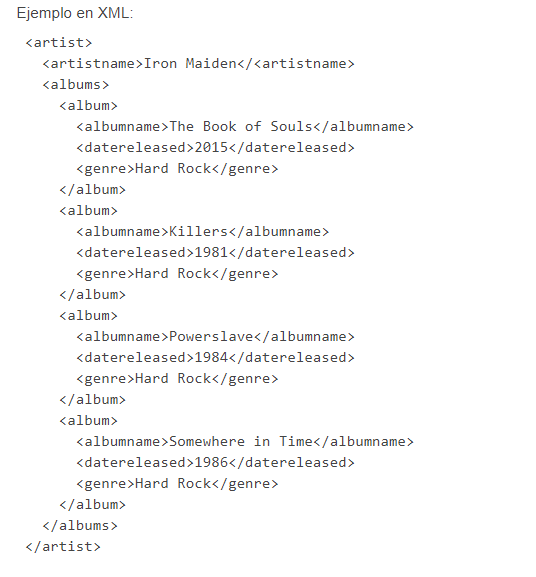 Ejemplo en XML:
<artist>
<artistname>Iron Maiden</<artistname>
<albums>
<album>
<albumname>The Book of Souls</albumname>
<datereleased>2015</datereleased>
<genre>Hard Rock</genre>
</album>
<album>
<albumname>Killers</albumname>
<datereleased>1981</datereleased>
<genre>Hard Rock</genre>
</album>
<album>
<albumname>Powerslave</albumname>
<datereleased>1984</datereleased>
<genre>Hard Rock</genre>
</album>
<album>
<albumname>Somewhere in Time</albumname>
<datereleased>1986</datereleased>
<genre>Hard Rock</genre>
</album>
</albums>
</artist>